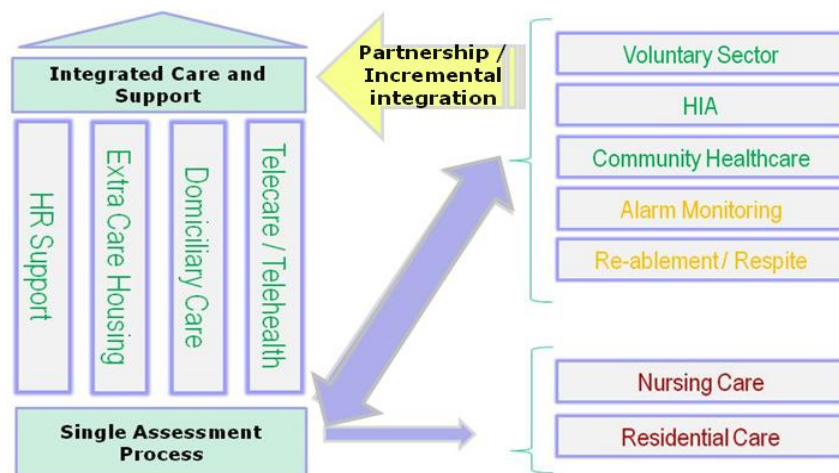 Integrated Care and
Support
HR Support
Extra Care Housing
Domiciliary Care
Telecare / Telehealth
Single Assessment
Process
Partnership /
Incremental
integration
Voluntary Sector
HIA
Community Healthcare
Alarm Monitoring
Re-ablement / Respite
Nursing Care
Residential Care